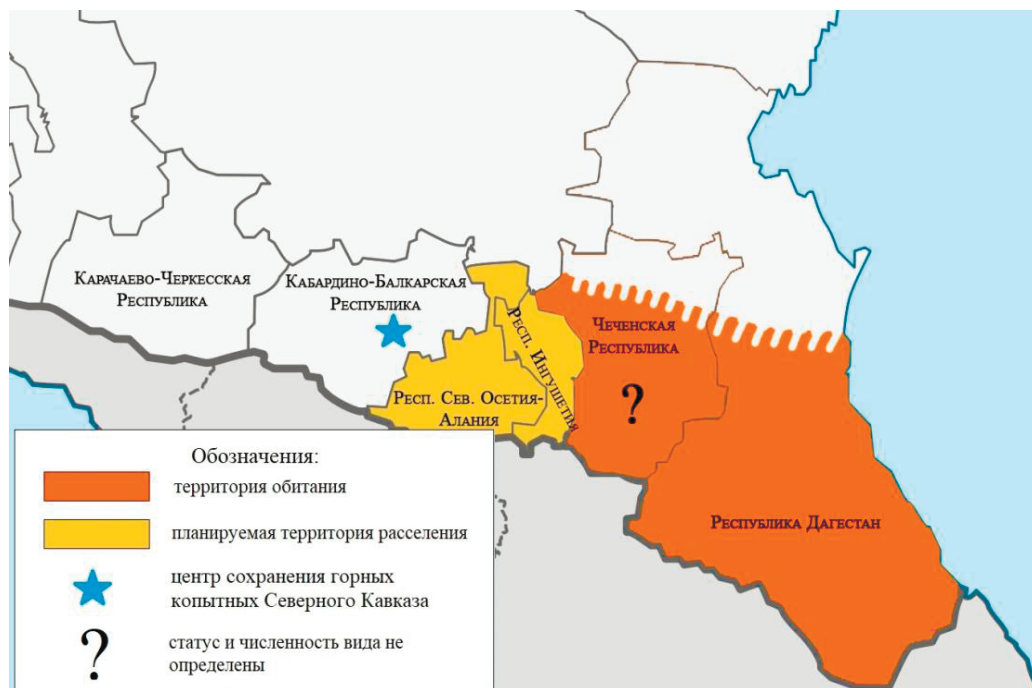 Карачаево-Черкесская
Республика
Кабардино-Балкарская
Республика
Респ. Сев. Осетия-
Алания
Респ. Ингушетия
Чеченская
Республика
?
Республика Дагестан
Обозначения:
территория обитания
планируемая территория расселения
центр сохранения горных
копытных Северного Кавказа
?
статус и численность вида не
определены